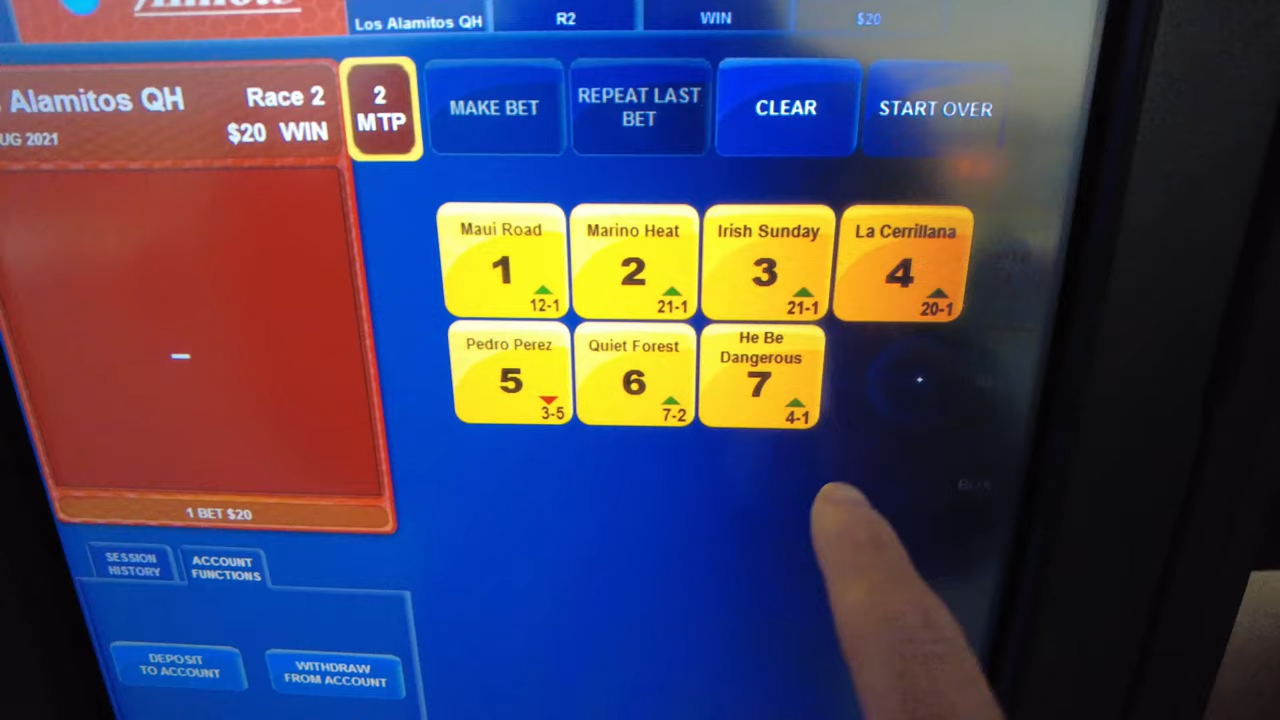 Los Alamitos QH
R2
WIN
$20
Alamitos QH
Race 2
UG 2021
$20 WIN
2
MTP
MAKE BET
REPEAT LAST
BET
CLEAR
START OVER
Maui Road
1
12-1
Marino Heat
2
21-1
Irish Sunday
3
21-1
La Cerrillana
4
20-1
Pedro Perez
5
3-5
Quiet Forest
6
7-2
He Be
Dangerous
7
4-1
–
1 BET $20
SESSION
HISTORY
ACCOUNT
FUNCTIONS
DEPOSIT
TO ACCOUNT
WITHDRAW
FROM ACCOUNT
BOX